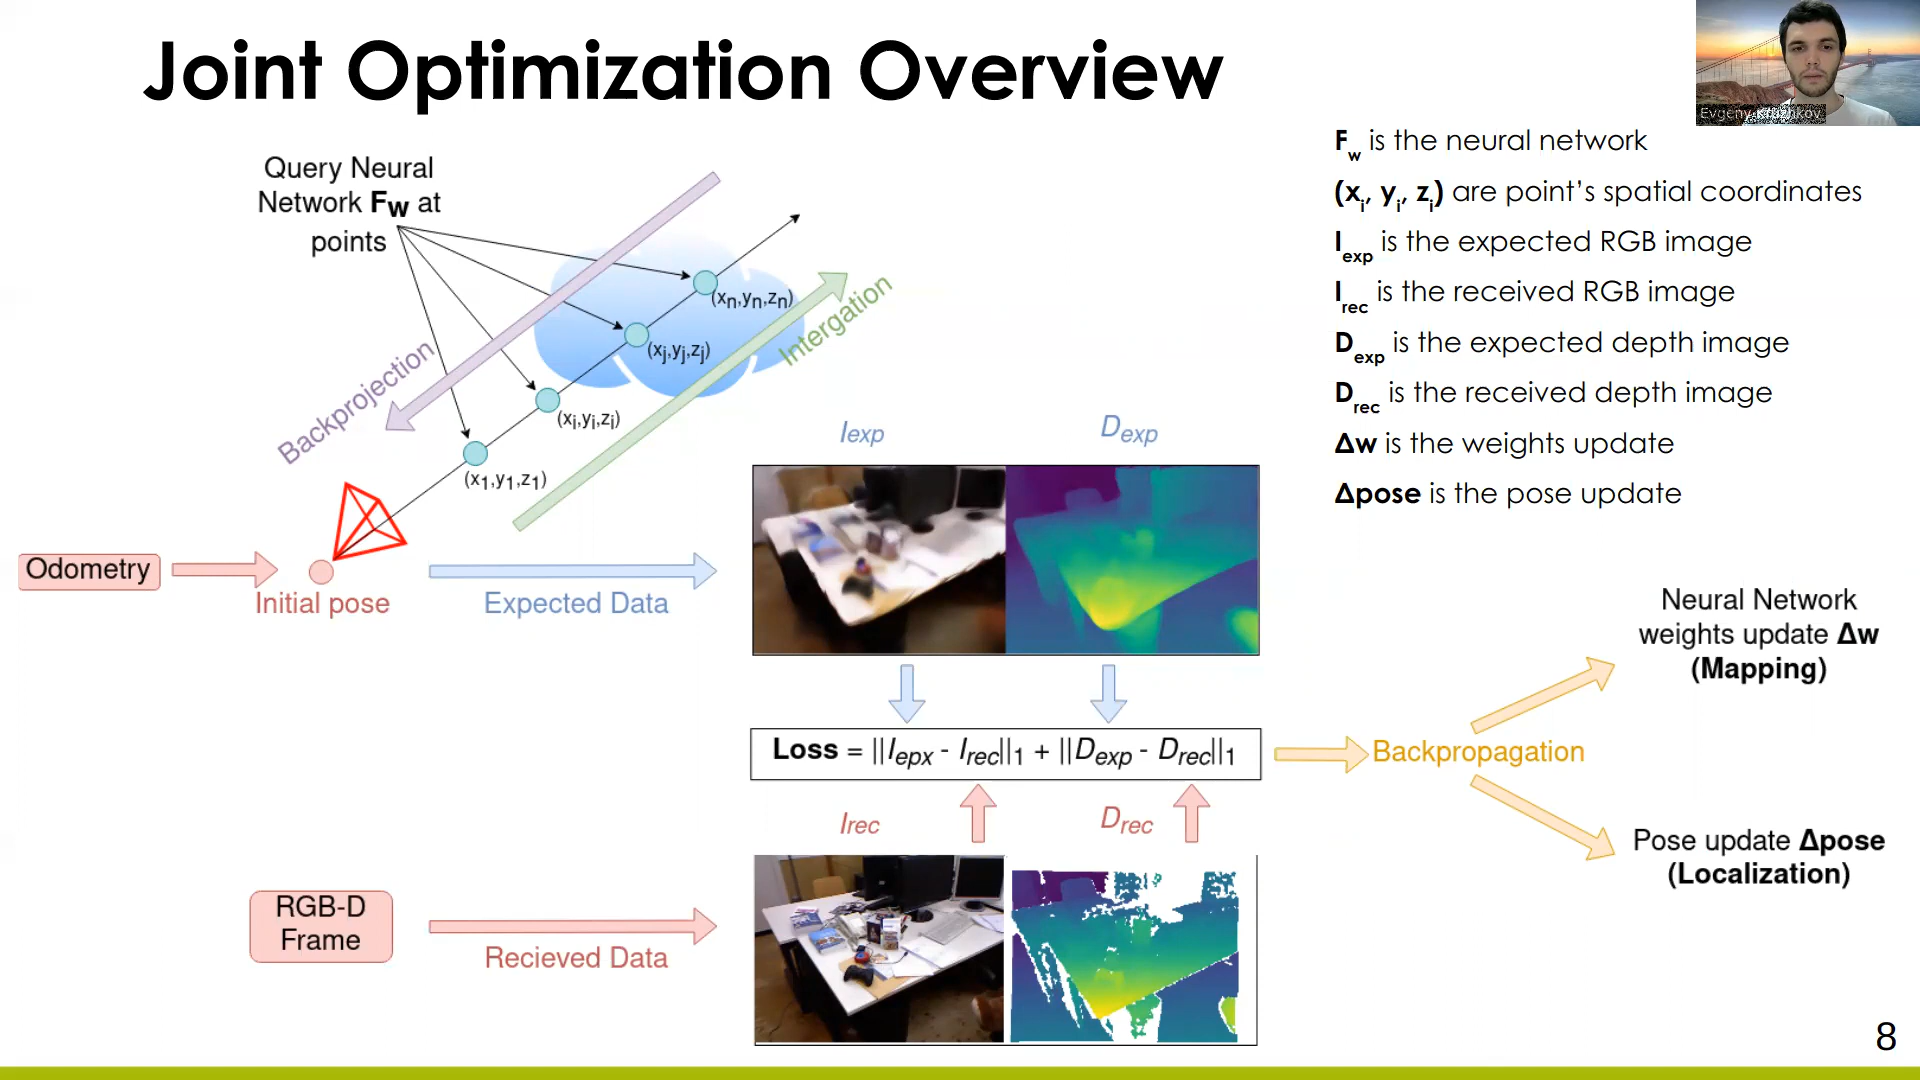 Joint Optimization Overview
Query Neural
Network Fw at
points
Backprojection
Intergation
(xn,yn,zn)
(xj,yj,zj)
(xi,yi,zi)
(x1,y1,z1)
Odometry
Initial pose
Expected Data
Iexp
Dexp
Loss = ||Iepx - Irec||1 + ||Dexp - Drec||1
Irec
Drec
RGB-D
Frame
Recieved Data
Backpropagation
Neural Network
weights update Δw
(Mapping)
Pose update Δpose
(Localization)
Fw is the neural network
(xi, yi, zi) are point's spatial coordinates
Iexp is the expected RGB image
Irec is the received RGB image
Dexp is the expected depth image
Drec is the received depth image
Δw is the weights update
Δpose is the pose update
Evgeny Kruzhkov
8